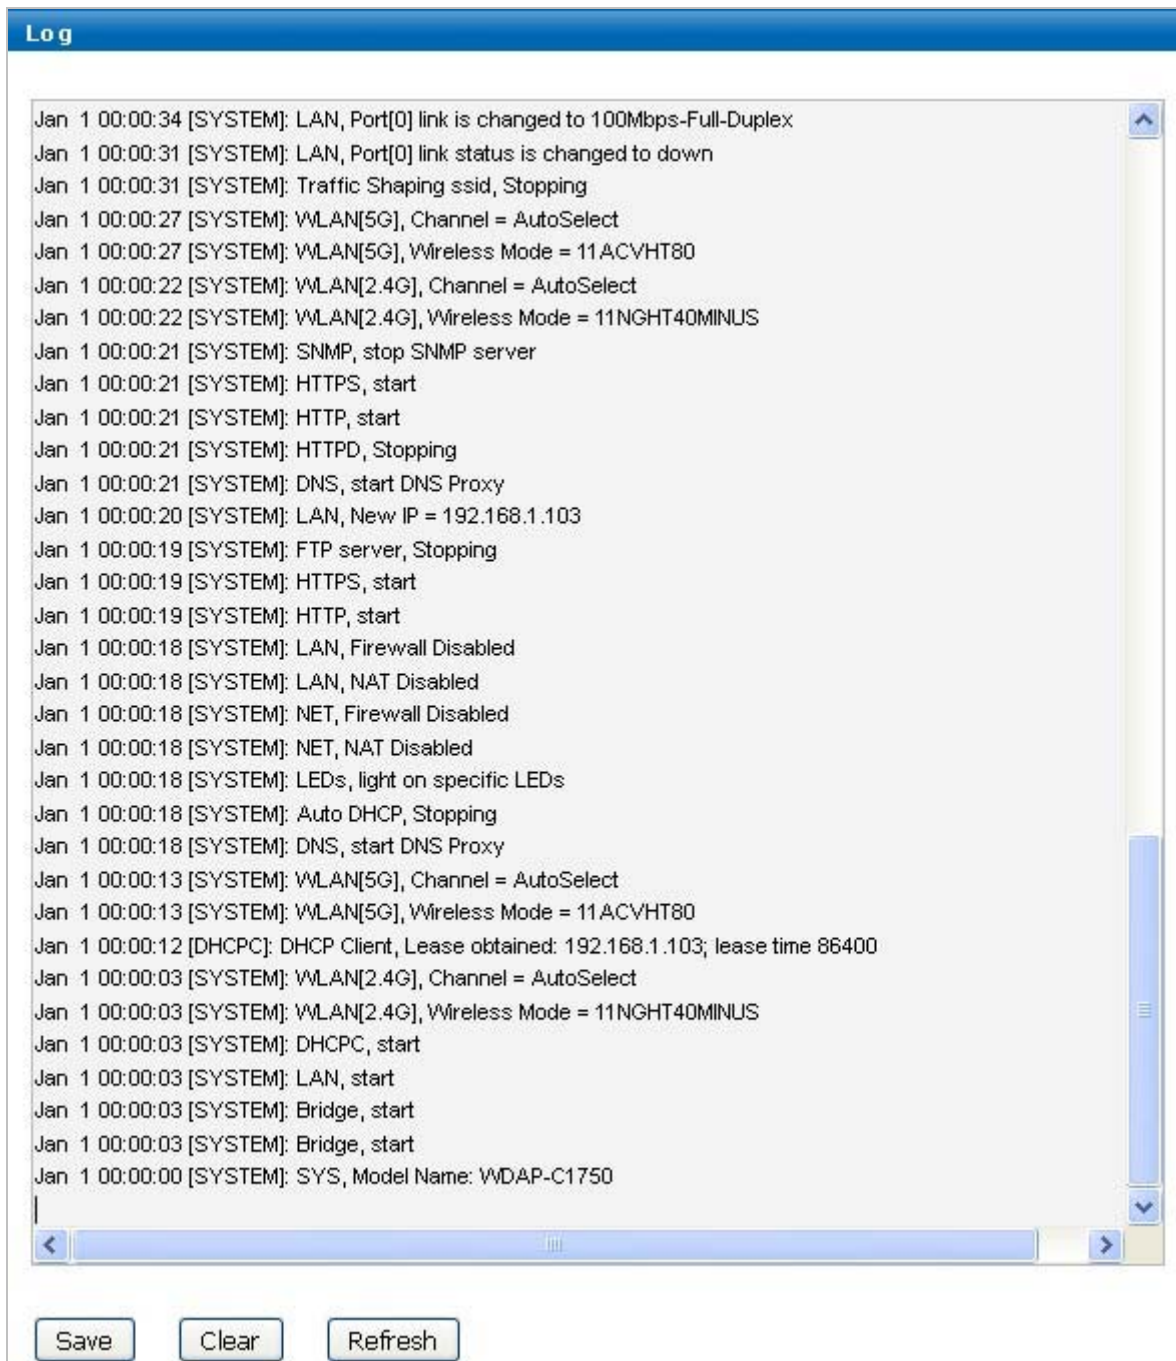 Log
Jan 1 00:00:34 [SYSTEM]: LAN, Port[0] link is changed to 100Mbps-Full-Duplex
Jan 1 00:00:31 [SYSTEM]: LAN, Port[0] link status is changed to down
Jan 1 00:00:31 [SYSTEM]: Traffic Shaping ssid, Stopping
Jan 1 00:00:27 [SYSTEM]: WLAN[5G], Channel = AutoSelect
Jan 1 00:00:27 [SYSTEM]: WLAN[5G], Wireless Mode = 11ACVHT80
Jan 1 00:00:22 [SYSTEM]: WLAN[2.4G], Channel = AutoSelect
Jan 1 00:00:22 [SYSTEM]: WLAN[2.4G], Wireless Mode = 11NGHT40MINUS
Jan 1 00:00:21 [SYSTEM]: SNMP, stop SNMP server
Jan 1 00:00:21 [SYSTEM]: HTTPS, start
Jan 1 00:00:21 [SYSTEM]: HTTP, start
Jan 1 00:00:21 [SYSTEM]: HTTPD, Stopping
Jan 1 00:00:21 [SYSTEM]: DNS, start DNS Proxy
Jan 1 00:00:20 [SYSTEM]: LAN, New IP = 192.168.1.103
Jan 1 00:00:19 [SYSTEM]: FTP server, Stopping
Jan 1 00:00:19 [SYSTEM]: HTTPS, start
Jan 1 00:00:19 [SYSTEM]: HTTP, start
Jan 1 00:00:18 [SYSTEM]: LAN, Firewall Disabled
Jan 1 00:00:18 [SYSTEM]: LAN, NAT Disabled
Jan 1 00:00:18 [SYSTEM]: NET, Firewall Disabled
Jan 1 00:00:18 [SYSTEM]: NET, NAT Disabled
Jan 1 00:00:18 [SYSTEM]: LEDs, light on specific LEDs
Jan 1 00:00:18 [SYSTEM]: Auto DHCP, Stopping
Jan 1 00:00:18 [SYSTEM]: DNS, start DNS Proxy
Jan 1 00:00:13 [SYSTEM]: WLAN[5G], Channel = AutoSelect
Jan 1 00:00:13 [SYSTEM]: WLAN[5G], Wireless Mode = 11ACVHT80
Jan 1 00:00:12 [DHCPC]: DHCP Client, Lease obtained: 192.168.1.103; lease time 86400
Jan 1 00:00:03 [SYSTEM]: WLAN[2.4G], Channel = AutoSelect
Jan 1 00:00:03 [SYSTEM]: WLAN[2.4G], Wireless Mode = 11NGHT40MINUS
Jan 1 00:00:03 [SYSTEM]: DHCPC, start
Jan 1 00:00:03 [SYSTEM]: LAN, start
Jan 1 00:00:03 [SYSTEM]: Bridge, start
Jan 1 00:00:03 [SYSTEM]: Bridge, start
Jan 1 00:00:00 [SYSTEM]: SYS, Model Name: WDAP-C1750
Save Clear Refresh